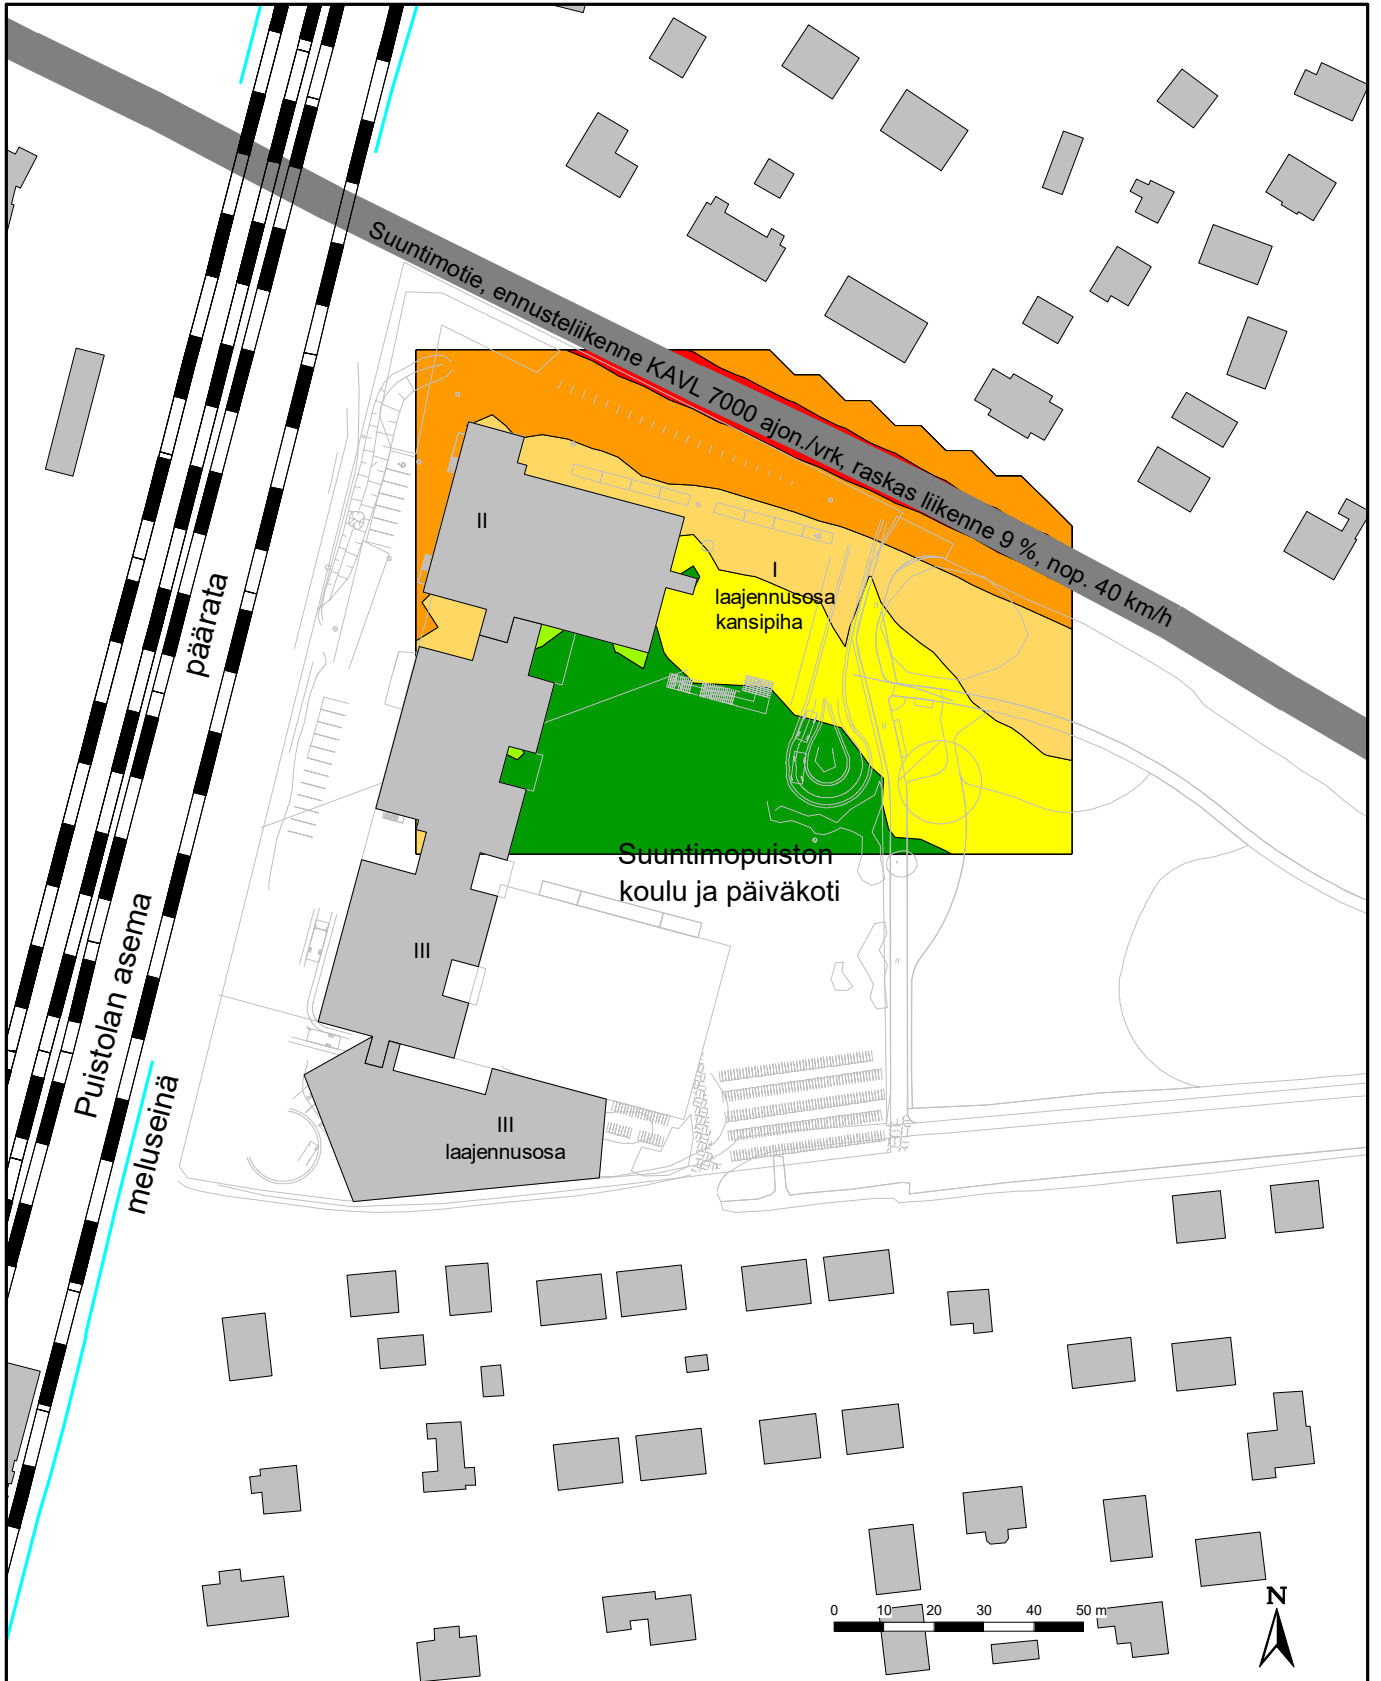 Suuntimotie, ennusteliikenne KAVL 7000 ajon./vrk, raskas liikenne 9 %, nop. 40 km/h
II
I
laajennusosa
kansipiha
päärata
Suuntimopuiston
koulu ja päiväkoti
Puistolan asema
III
meluseinä
III
laajennusosa
N
0 10 20 30 40 50 m